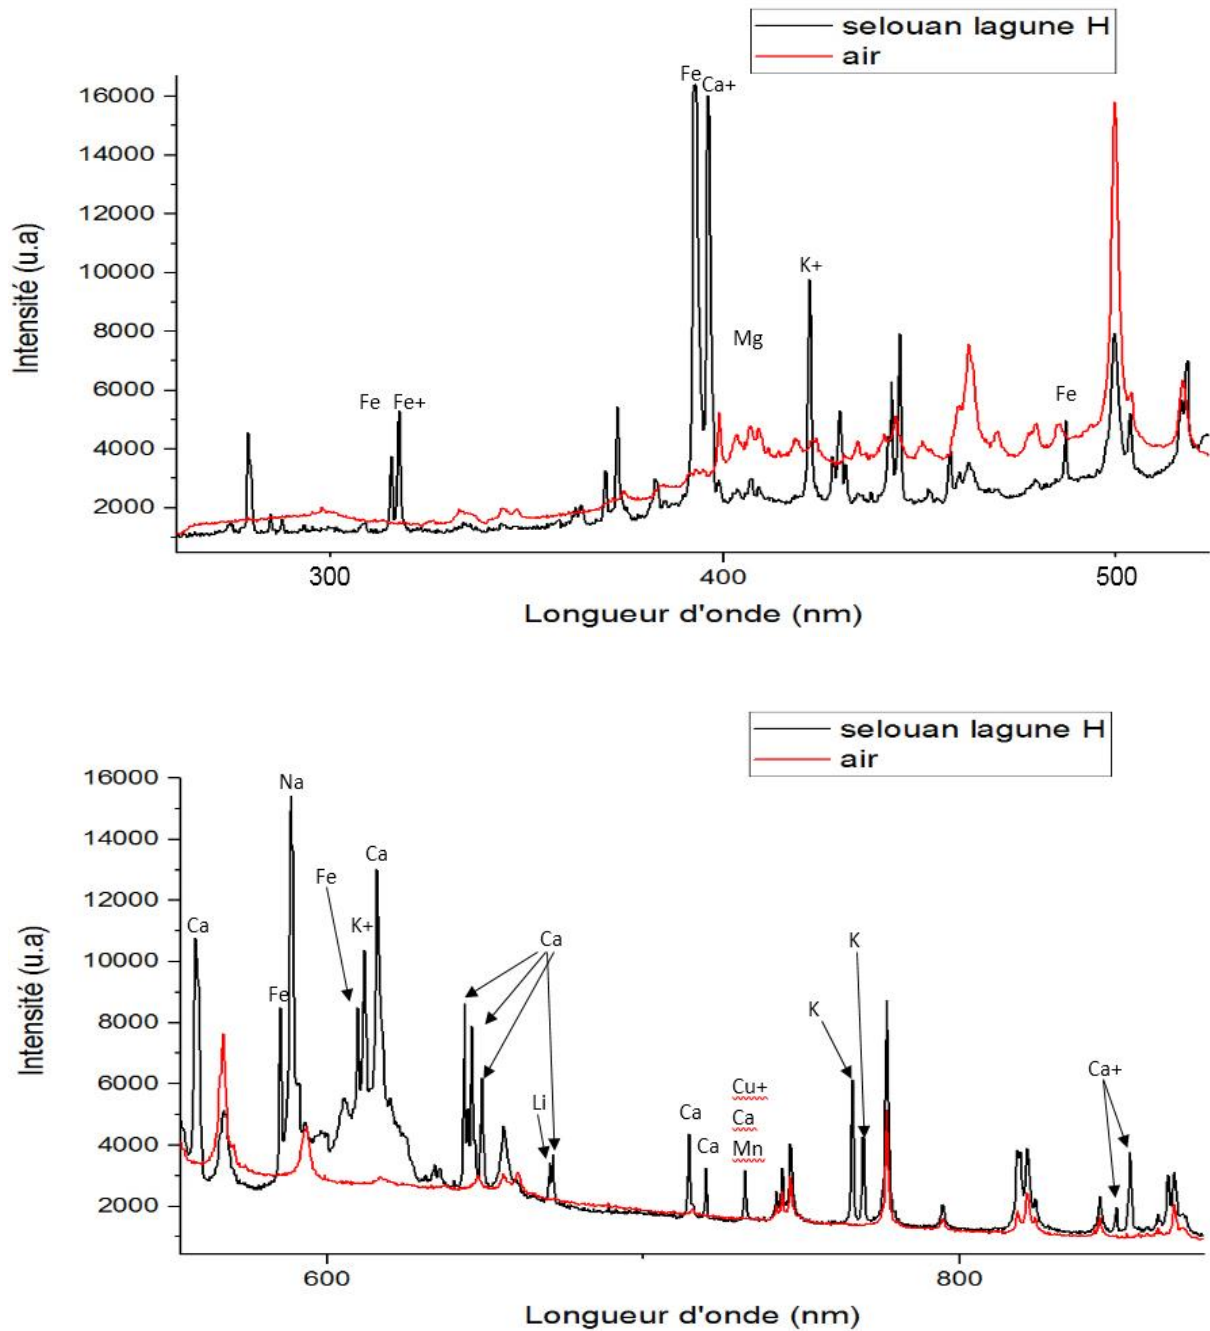 selouan lagune H
air
Fe
Ca+
16000
14000
12000
10000
8000
6000
4000
2000
Intensité (u.a)
K+
Mg
Fe
Fe+
Fe
300
400
500
Longueur d'onde (nm)
selouan lagune H
air
16000
14000
12000
10000
8000
6000
4000
2000
Intensité (u.a)
Na
Ca
Fe
Ca
K+
Ca
K
Fe
K
Li
Ca
Ca
Cu+
Ca
Mn
Ca+
600
800
Longueur d'onde (nm)